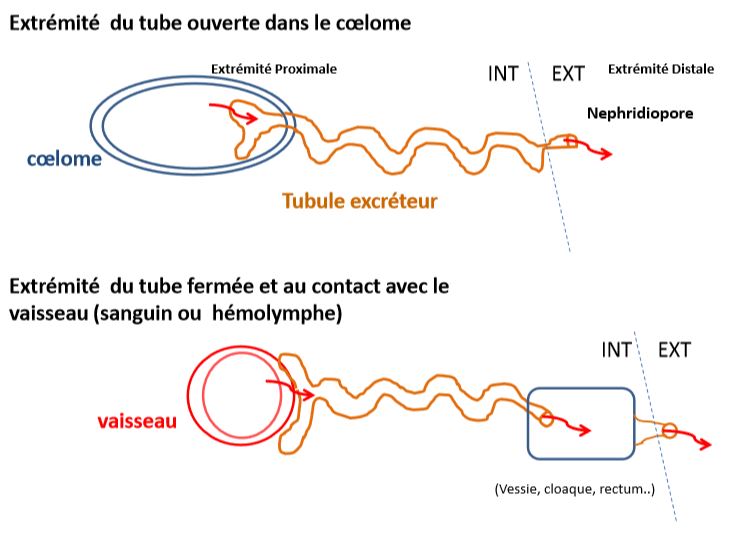 Extrémité du tube ouverte dans le cœlome
Extrémité Proximale
INT
EXT
Extrémité Distale
Nephridiopore
cœlome
Tubule excréteur
Extrémité du tube fermée et au contact avec le
vaisseau (sanguin ou hémolymphe)
INT
EXT
vaisseau
(Vessie, cloaque, rectum..)